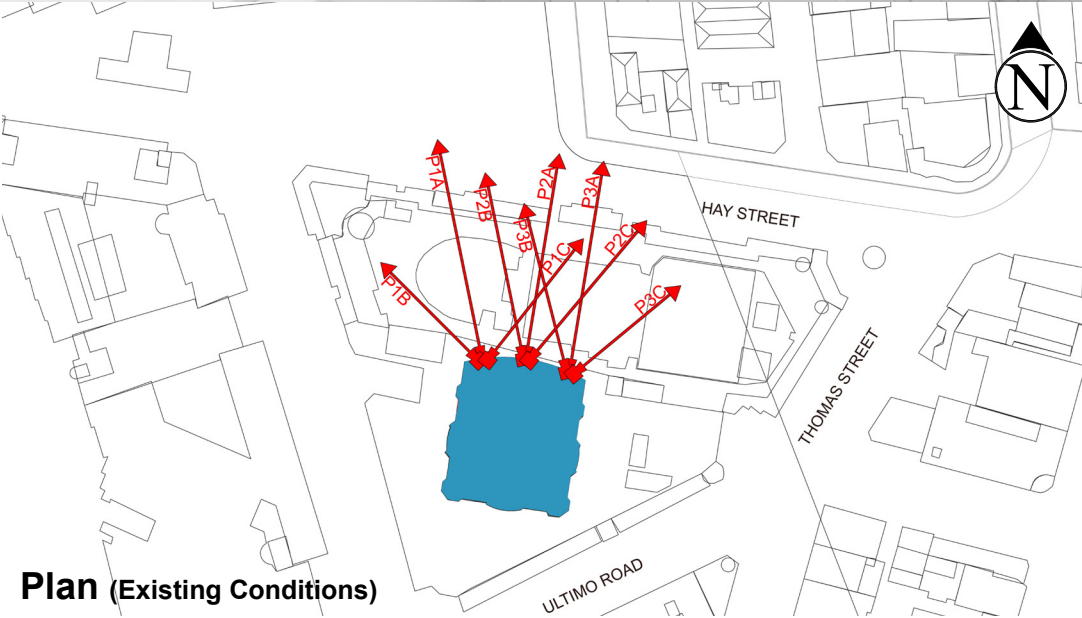 N
P1A
P2B
P2A
P3A
P3B
P1C
P2C
P1B
P3C
HAY STREET
THOMAS STREET
ULTIMO ROAD
Plan (Existing Conditions)